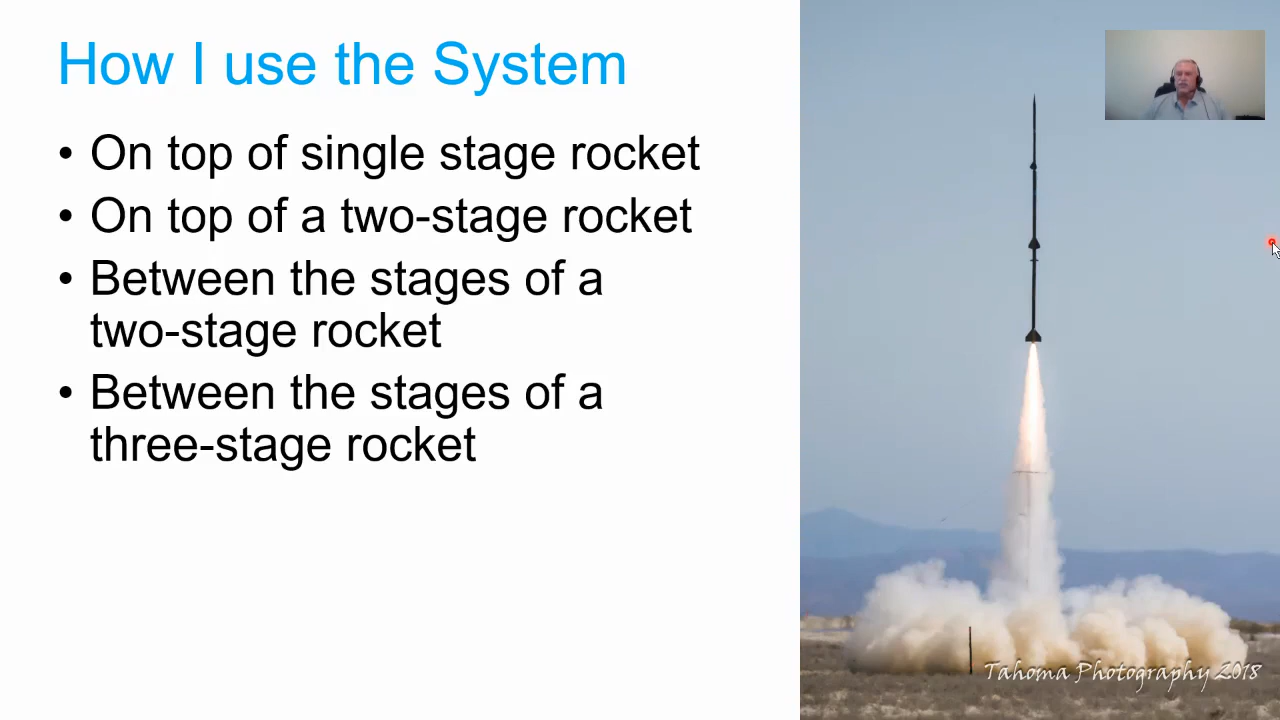 How I use the System
• On top of single stage rocket
• On top of a two-stage rocket
• Between the stages of a
two-stage rocket
• Between the stages of a
three-stage rocket
Tahoma Photography 2018